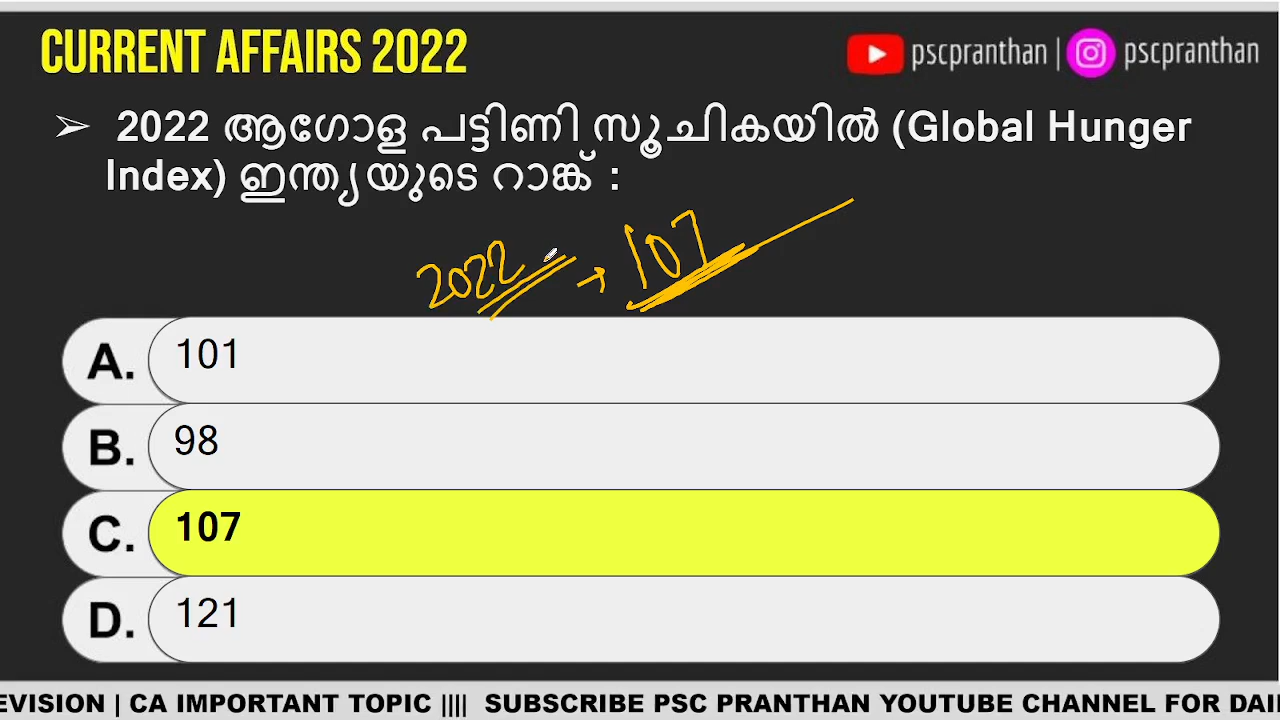 CURRENT AFFAIRS 2022
pscpranthan | pscpranthan
➢ 2022 ആഗോള പട്ടിണി സൂചികയിൽ (Global Hunger
Index) ഇന്ത്യയുടെ റാങ്ക് :
2022 → 107
A. 101
B. 98
C. 107
D. 121
EVISION | CA IMPORTANT TOPIC |||| SUBSCRIBE PSC PRANTHAN YOUTUBE CHANNEL FOR DAI